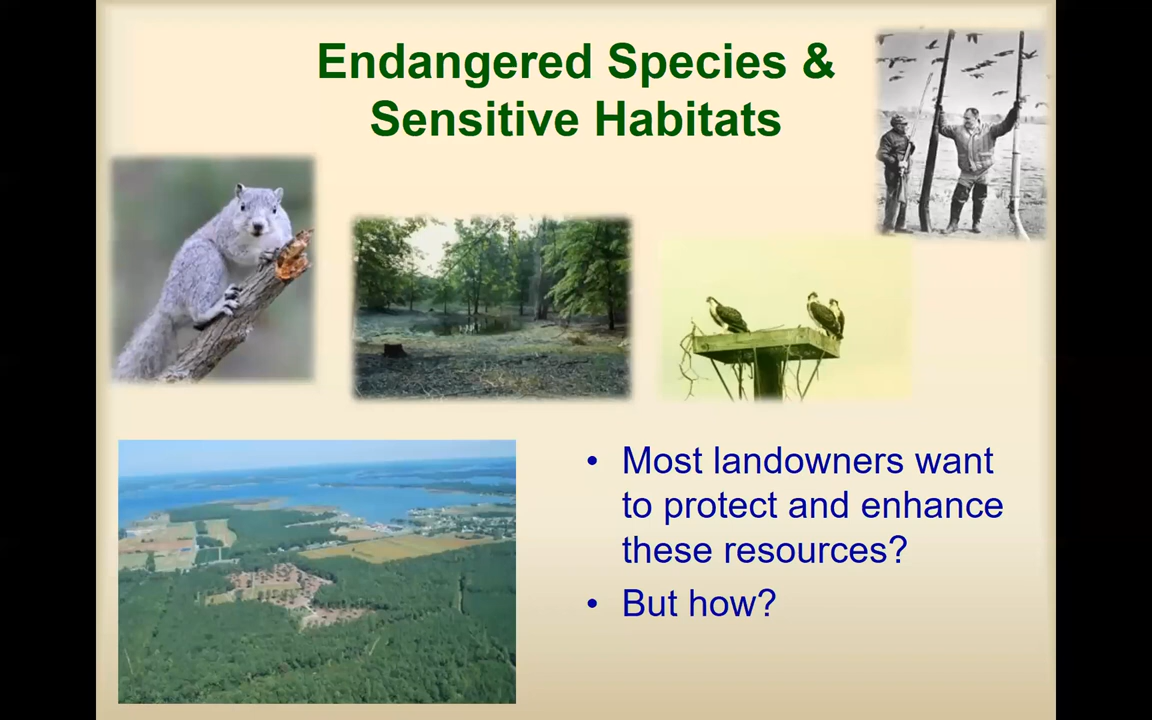 Endangered Species &
Sensitive Habitats
• Most landowners want
to protect and enhance
these resources?
• But how?